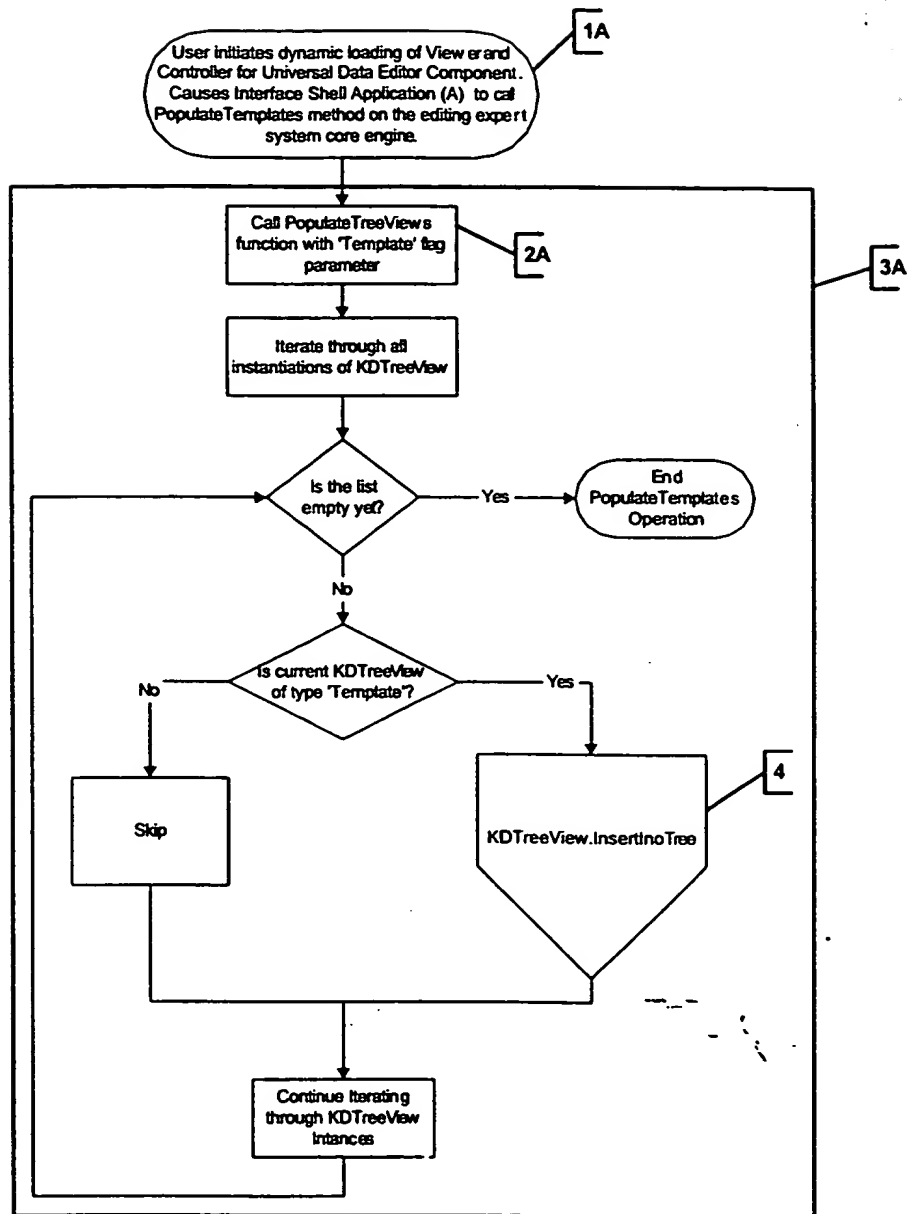 1A
User initiates dynamic loading of Viewer and
Controller for Universal Data Editor Component.
Causes Interface Shell Application (A) to call
PopulateTemplates method on the editing expert
system core engine.
Call PopulateTreeViews
function with 'Template' flag
parameter
2A
3A
Iterate through all
instantiations of KDTreeView
Is the list
empty yet?
Yes
End
PopulateTemplates
Operation
No
Is current KDTreeView
of type 'Template'?
No
Yes
4
Skip
KDTreeView.InsertInoTree
Continue Iterating
through KDTreeView
Intances